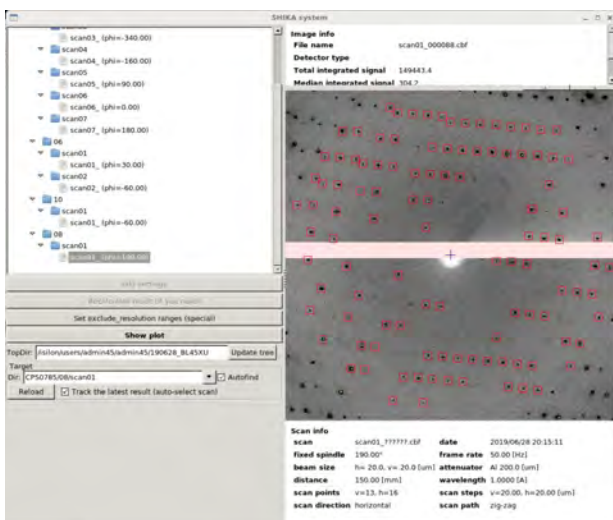 SHIKA system
scan03_ (phi=-340.00)
scan04
scan04_ (phi=-160.00)
scan05
scan05_ (phi=90.00)
scan06
scan06_ (phi=0.00)
scan07
scan07_ (phi=180.00)
06
scan01
scan01_ (phi=30.00)
scan02
scan02_ (phi=-60.00)
10
scan01
scan01_ (phi=-60.00)
08
scan01
Set exclude_resolution ranges (special)
Show plot
TopDir: /isilon/users/admin45/admin45/190628_BL45XU Update tree
Target
Dir: CPS0785/08/scan01 Autofind
Reload Track the latest result (auto-select scan)
Image info
File name scan01_000088.cbf
Detector type
Total integrated signal 149443.4
Median integrated signal 304.2
Scan info
scan scan01_??????.cbf date 2019/06/28 20:15:11
fixed spindle 190.00° frame rate 50.00 [Hz]
beam size h= 20.0, v= 20.0 [um] attenuator Al 200.0 [um]
distance 150.00 [mm] wavelength 1.0000 [A]
scan points v=13, h=16 scan steps v=20.00, h=20.00 [um]
scan direction horizontal scan path zig-zag